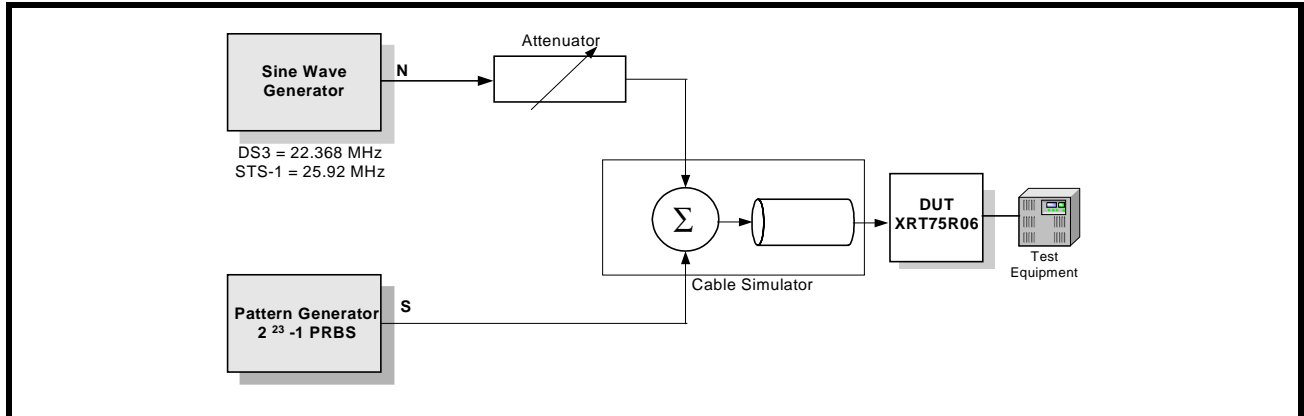 Attenuator
Sine Wave
Generator
N
DS3 = 22.368 MHz
STS-1 = 25.92 MHz
Σ
DUT
XRT75R06
Test
Equipment
Cable Simulator
Pattern Generator
2 23 -1 PRBS
S